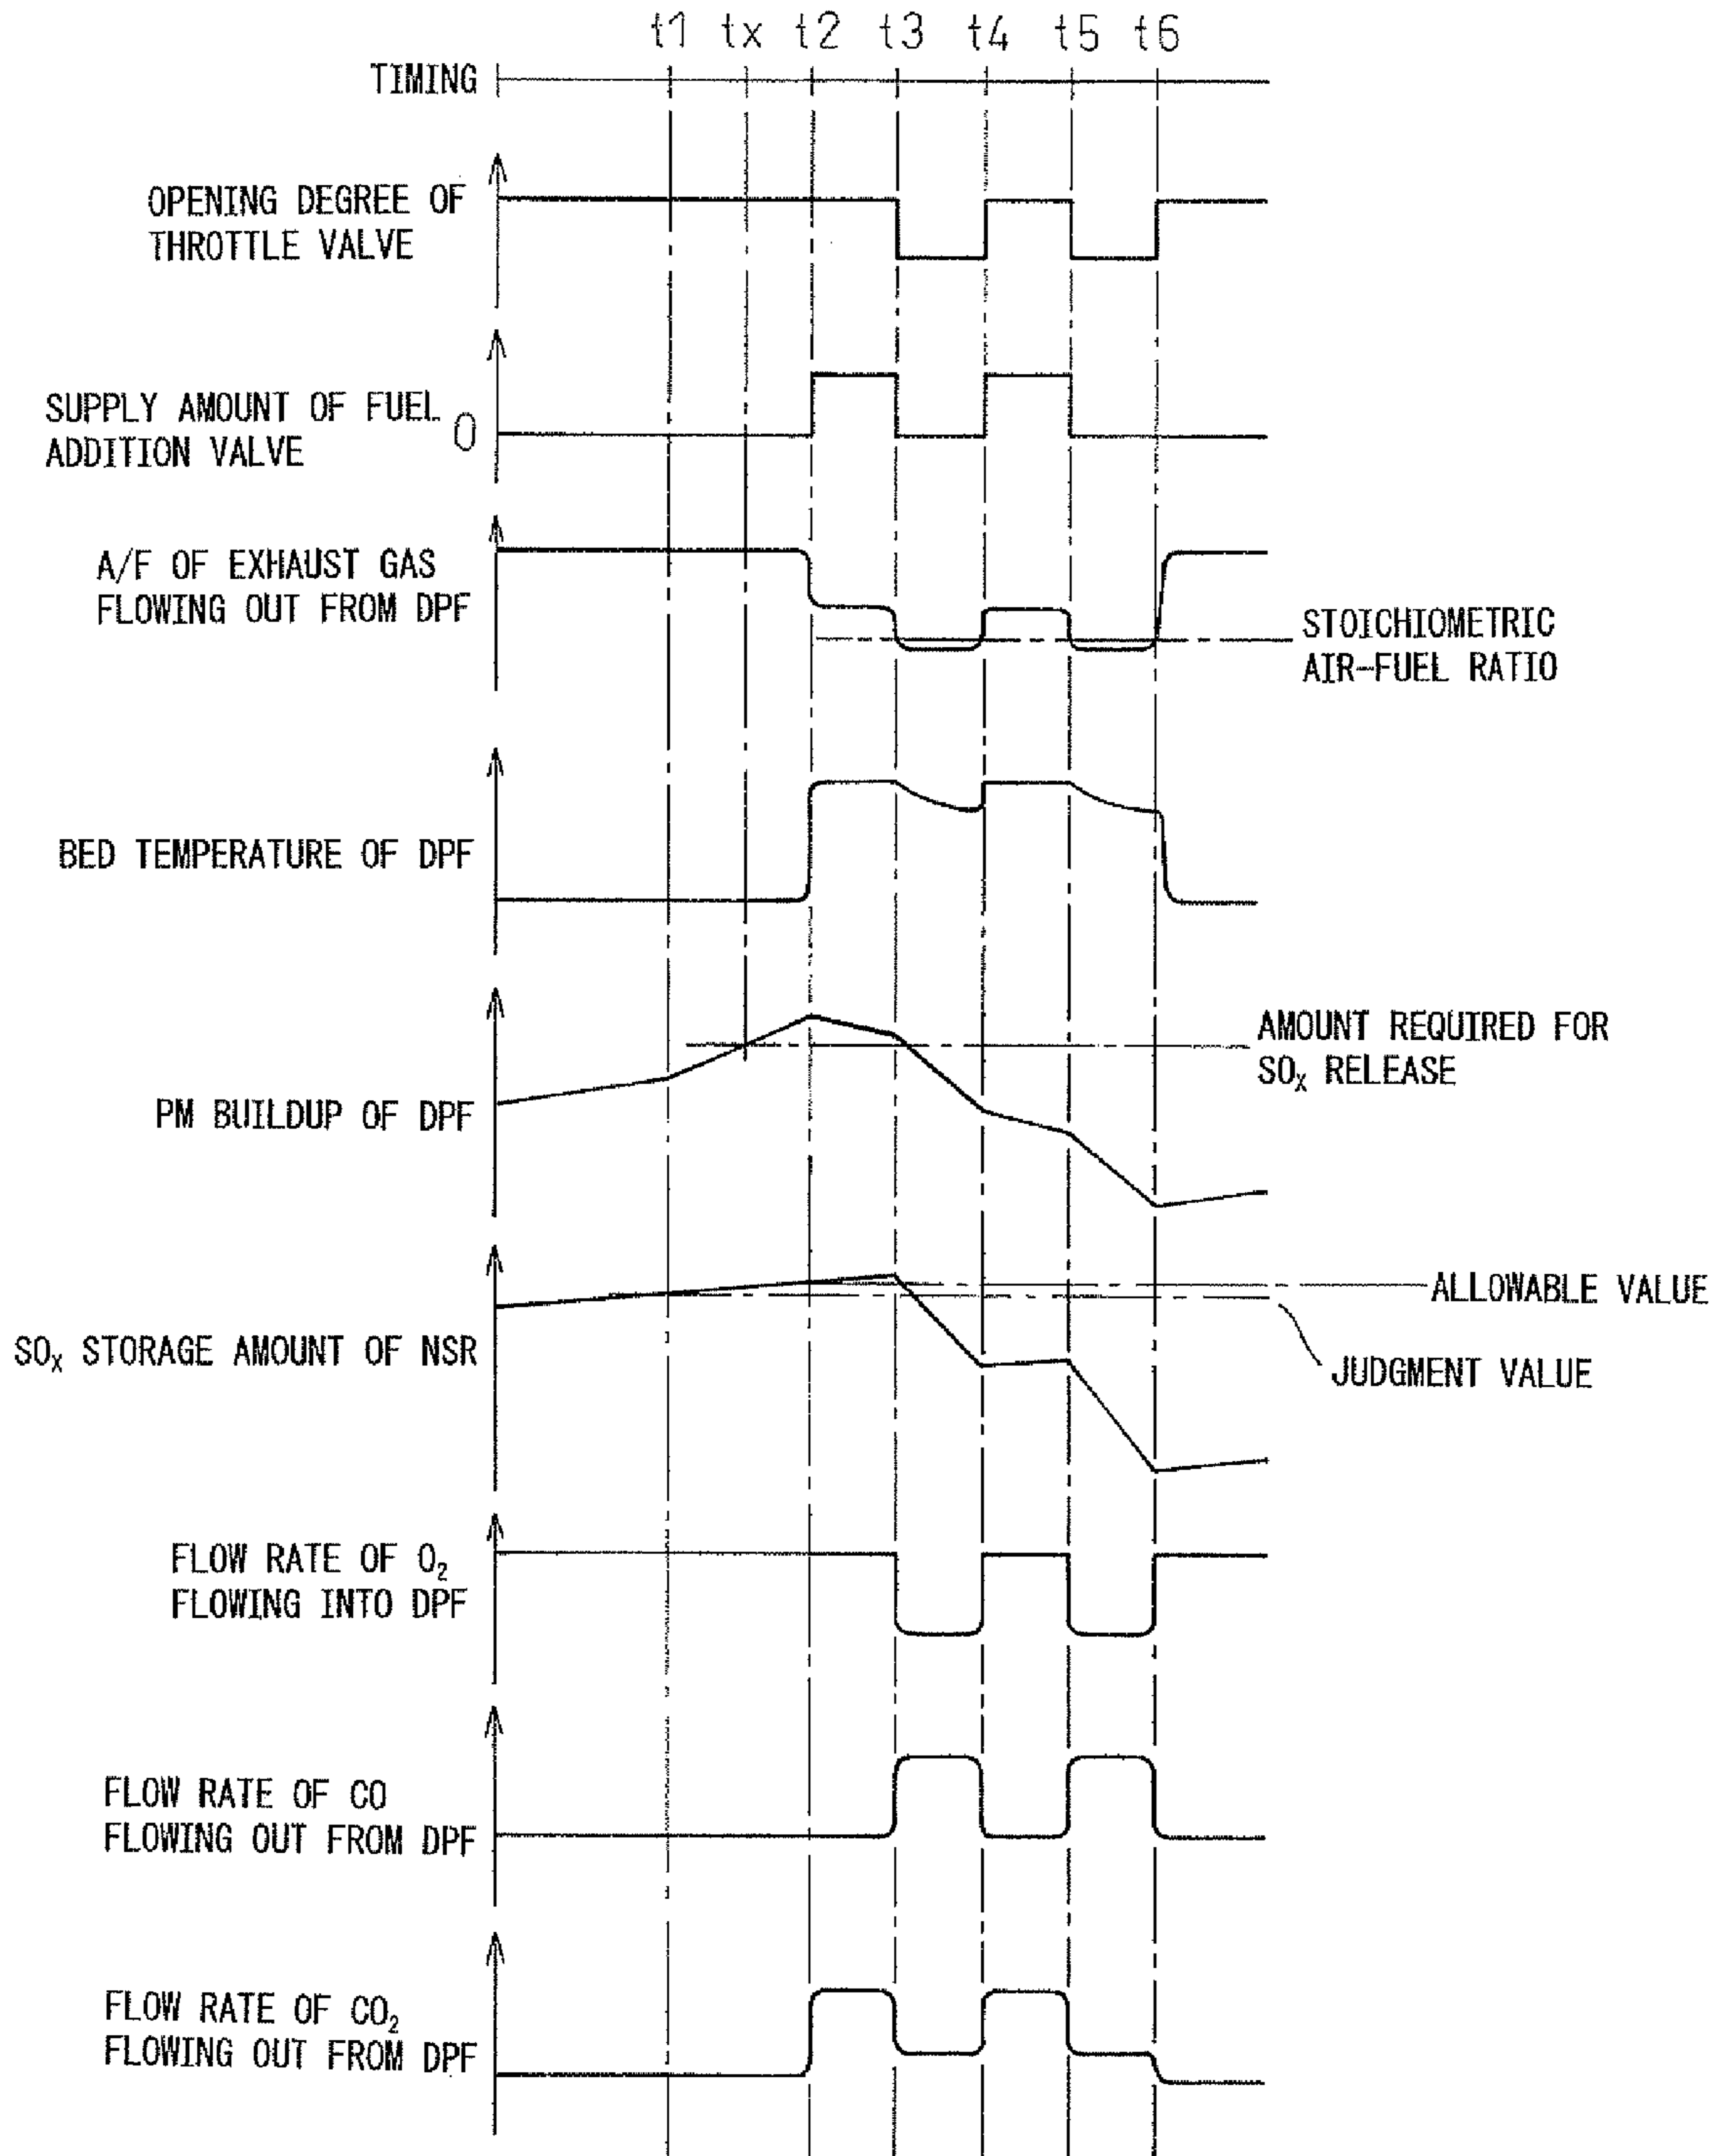 t1 tx t2 t3 t4 t5 t6
TIMING
OPENING DEGREE OF
THROTTLE VALVE
SUPPLY AMOUNT OF FUEL
ADDITION VALVE
0
A/F OF EXHAUST GAS
FLOWING OUT FROM DPF
STOICHIOMETRIC
AIR-FUEL RATIO
BED TEMPERATURE OF DPF
AMOUNT REQUIRED FOR
SOX RELEASE
PM BUILDUP OF DPF
ALLOWABLE VALUE
SOX STORAGE AMOUNT OF NSR
JUDGMENT VALUE
FLOW RATE OF O2
FLOWING INTO DPF
FLOW RATE OF CO
FLOWING OUT FROM DPF
FLOW RATE OF CO2
FLOWING OUT FROM DPF